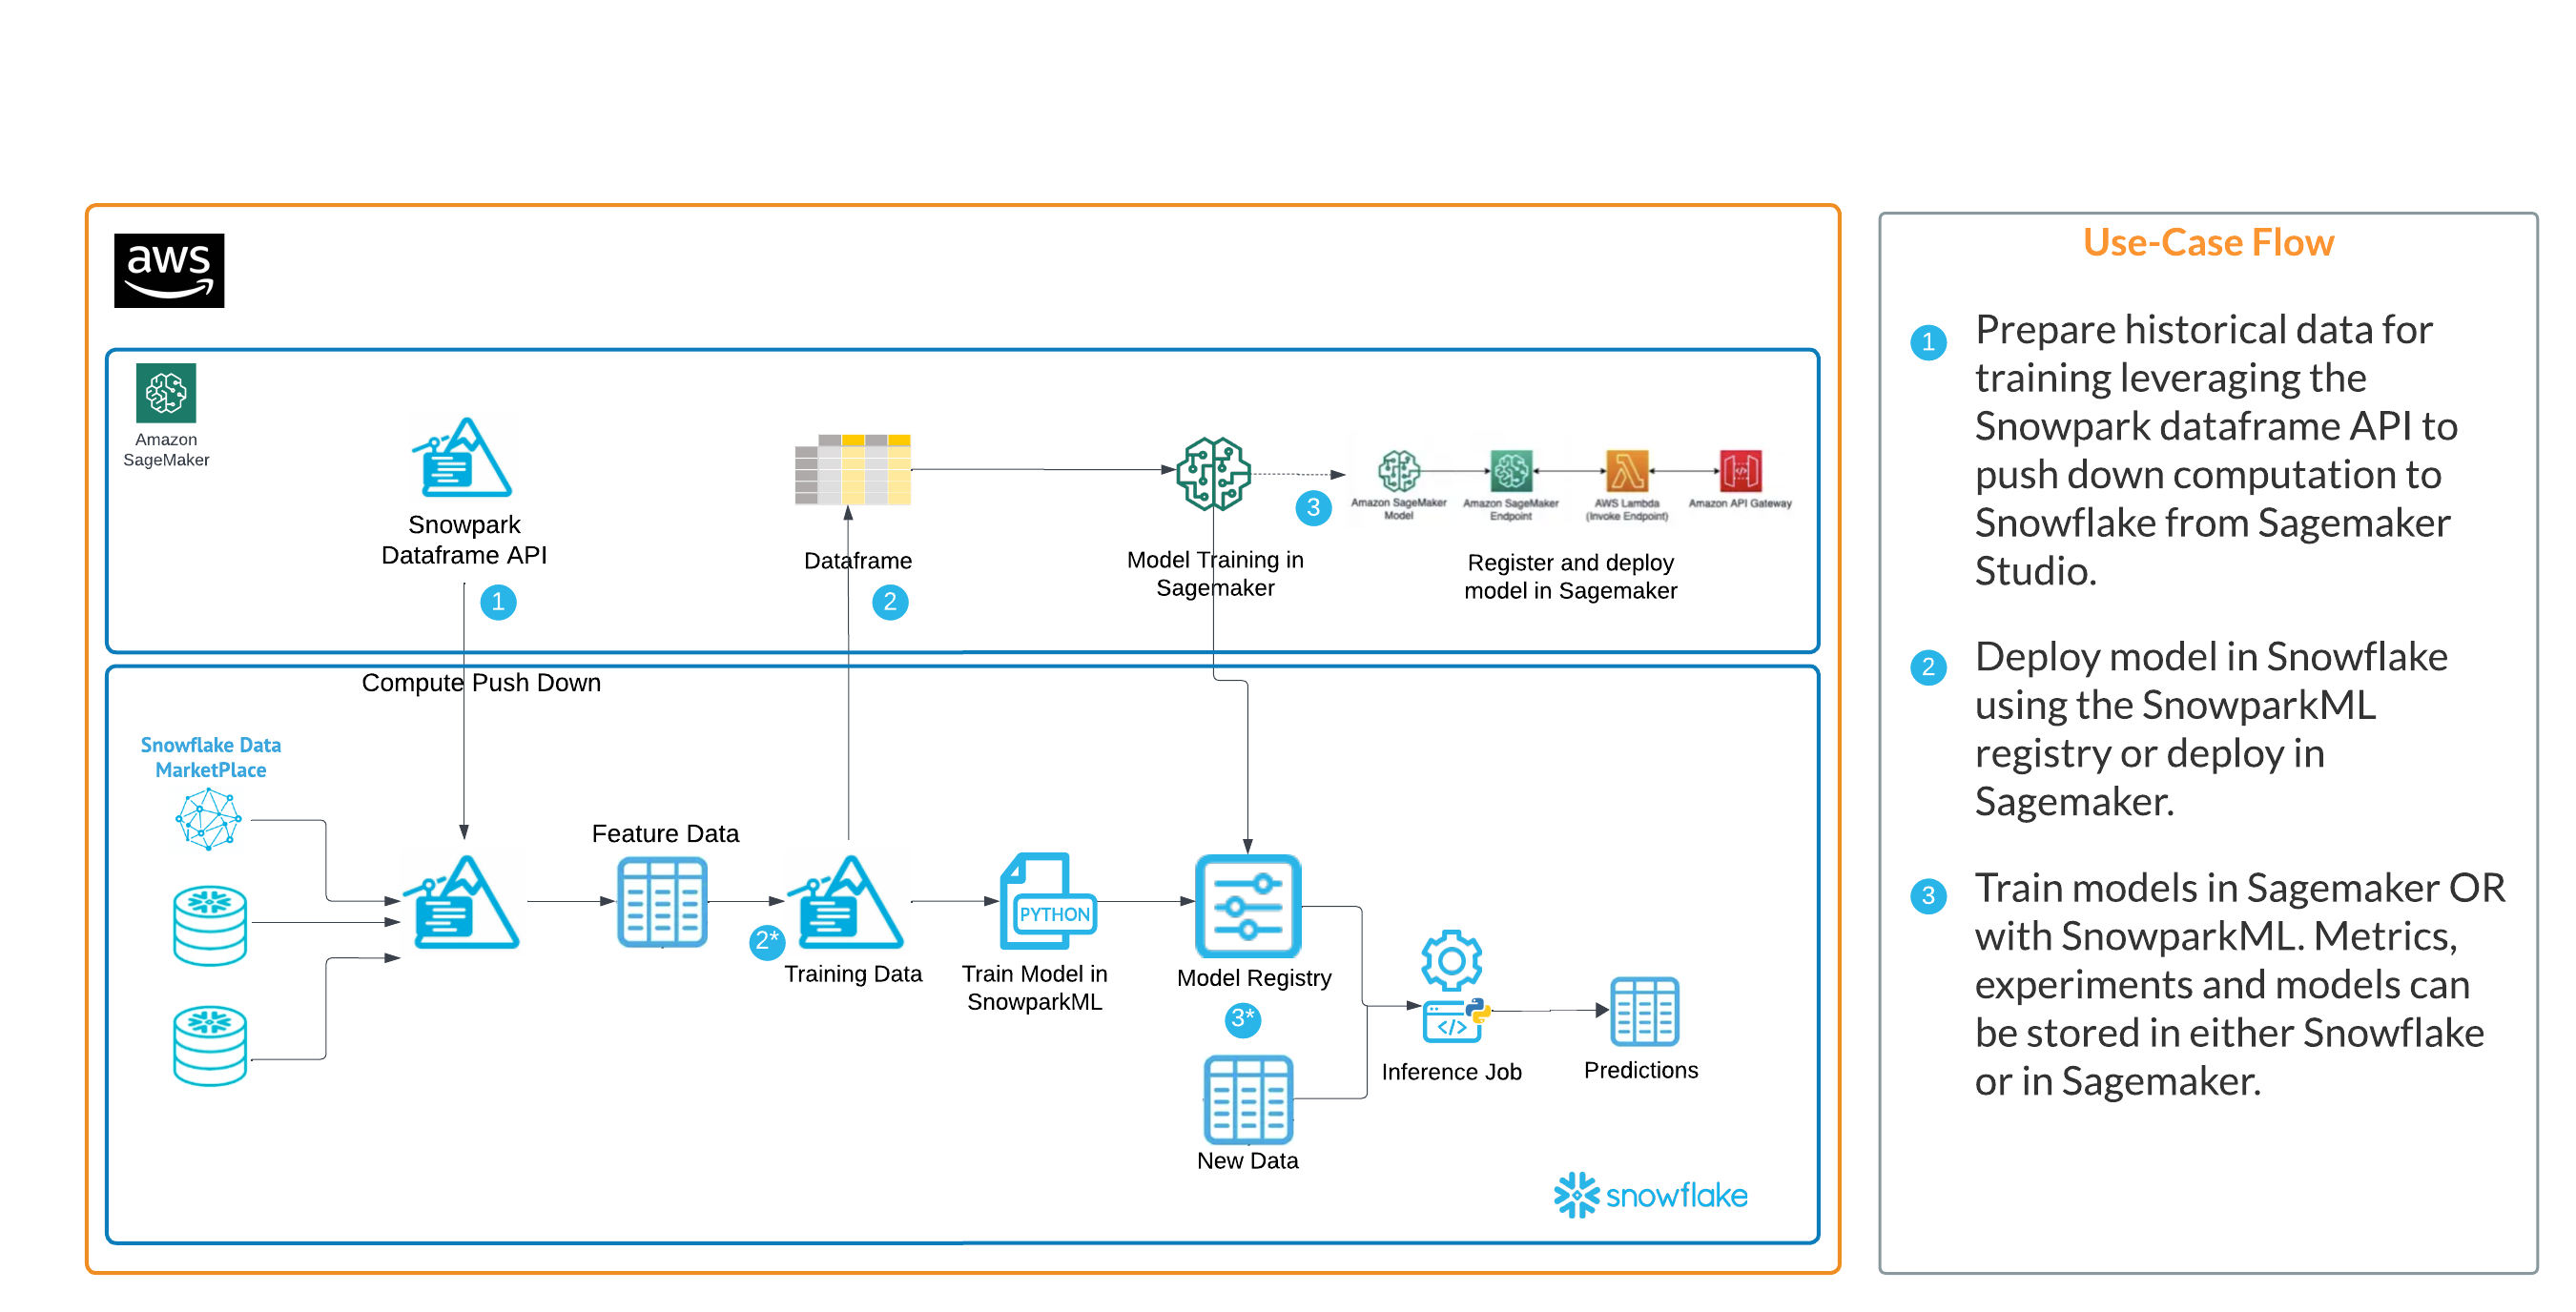 aws
Amazon
SageMaker
Snowpark
Dataframe API
1
Dataframe
2
Model Training in
Sagemaker
3
Amazon SageMaker
Model
Amazon SageMaker
Endpoint
AWS Lambda
(Invoke Endpoint)
Amazon API Gateway
Register and deploy
model in Sagemaker
Compute Push Down
Snowflake Data
MarketPlace
Feature Data
2*
Training Data
PYTHON
Train Model in
SnowparkML
Model Registry
3*
New Data
</>
Inference Job
Predictions
snowflake
Use-Case Flow
1
Prepare historical data for
training leveraging the
Snowpark dataframe API to
push down computation to
Snowflake from Sagemaker
Studio.
2
Deploy model in Snowflake
using the SnowparkML
registry or deploy in
Sagemaker.
3
Train models in Sagemaker OR
with SnowparkML. Metrics,
experiments and models can
be stored in either Snowflake
or in Sagemaker.